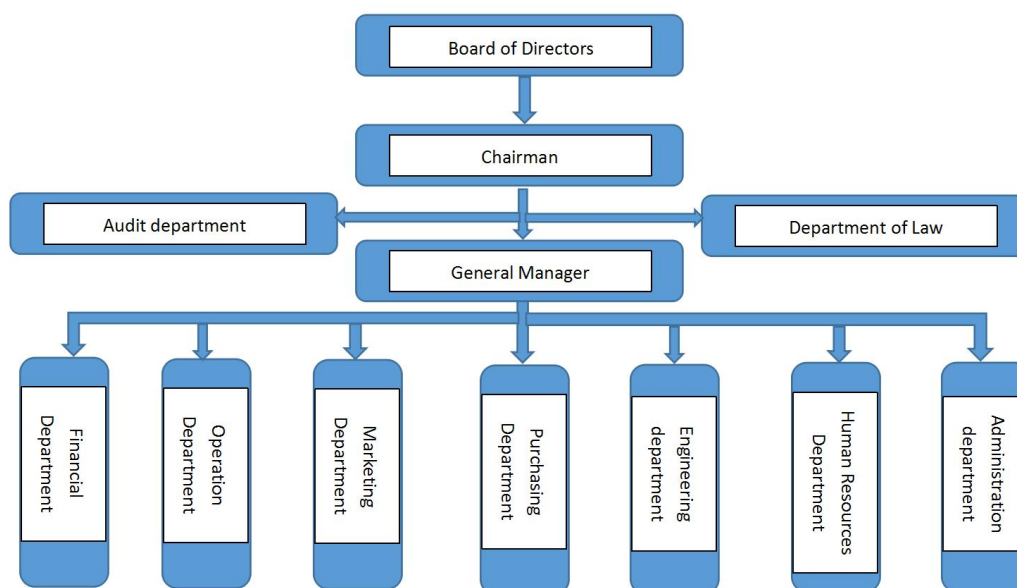 Board of Directors
Chairman
Audit department
Department of Law
General Manager
Financial
Department
Operation
Department
Marketing
Department
Purchasing
Department
Engineering
department
Human Resources
Department
Administration
department